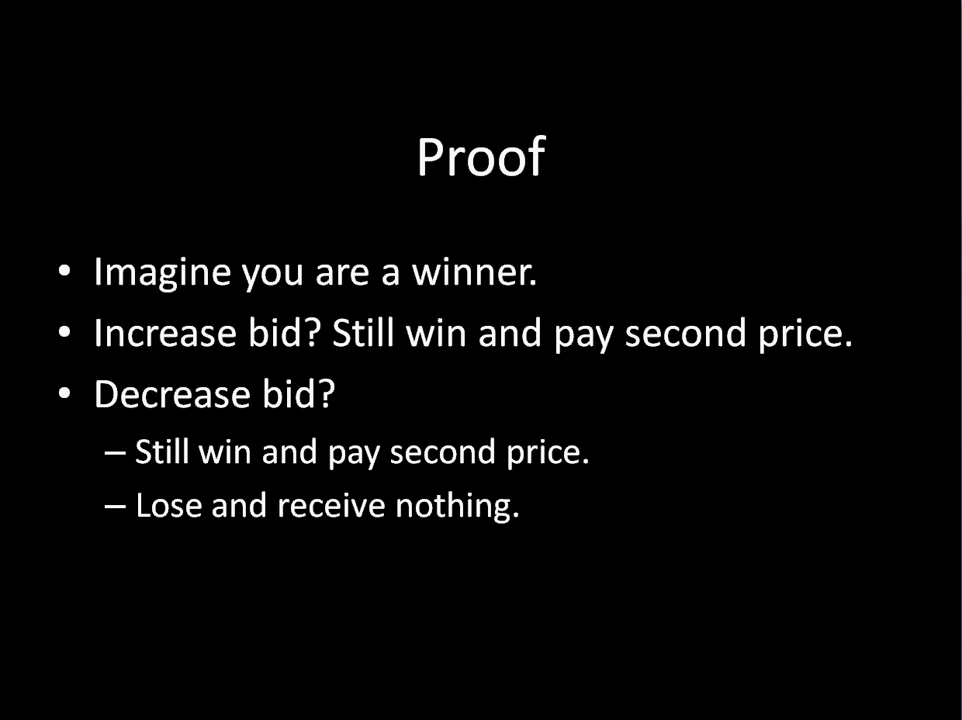 Proof
• Imagine you are a winner.
• Increase bid? Still win and pay second price.
• Decrease bid?
– Still win and pay second price.
– Lose and receive nothing.